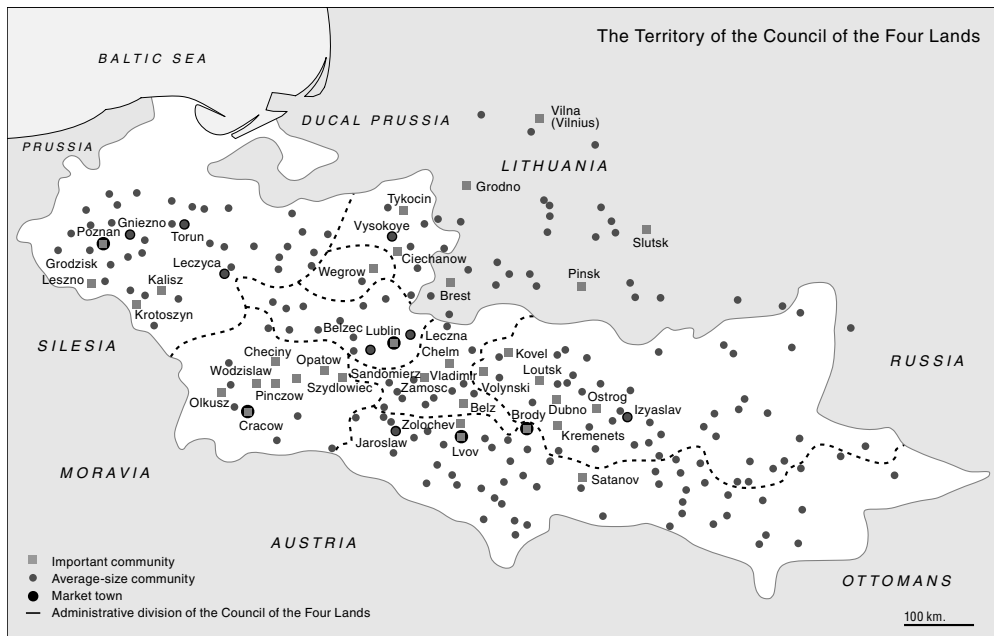 The Territory of the Council of the Four Lands
BALTIC SEA
DUCAL PRUSSIA
Vilna
(Vilnius)
PRUSSIA
LITHUANIA
Grodno
Tykocin
Vysokoye
Slutsk
Gniezno
Poznan
Torun
Ciechanow
Grodzisk
Leczyca
Wegrow
Pinsk
Leszno
Kalisz
Brest
Krotoszyn
SILESIA
Belzec
Lublin
Leczna
Checiny
Opatow
Chelm
Kovel
RUSSIA
Wodzislaw
Sandomierz
Vladimir
Loutsk
Szydlowiec
Zamosc
Volynski
Olkusz
Pinczow
Belz
Ostrog
Dubno
Izyaslav
Cracow
Zolochev
Brody
Kremenets
Jaroslaw
Lvov
MORAVIA
Satanov
AUSTRIA
OTTOMANS
Important community
Average-size community
Market town
Administrative division of the Council of the Four Lands
100 km.